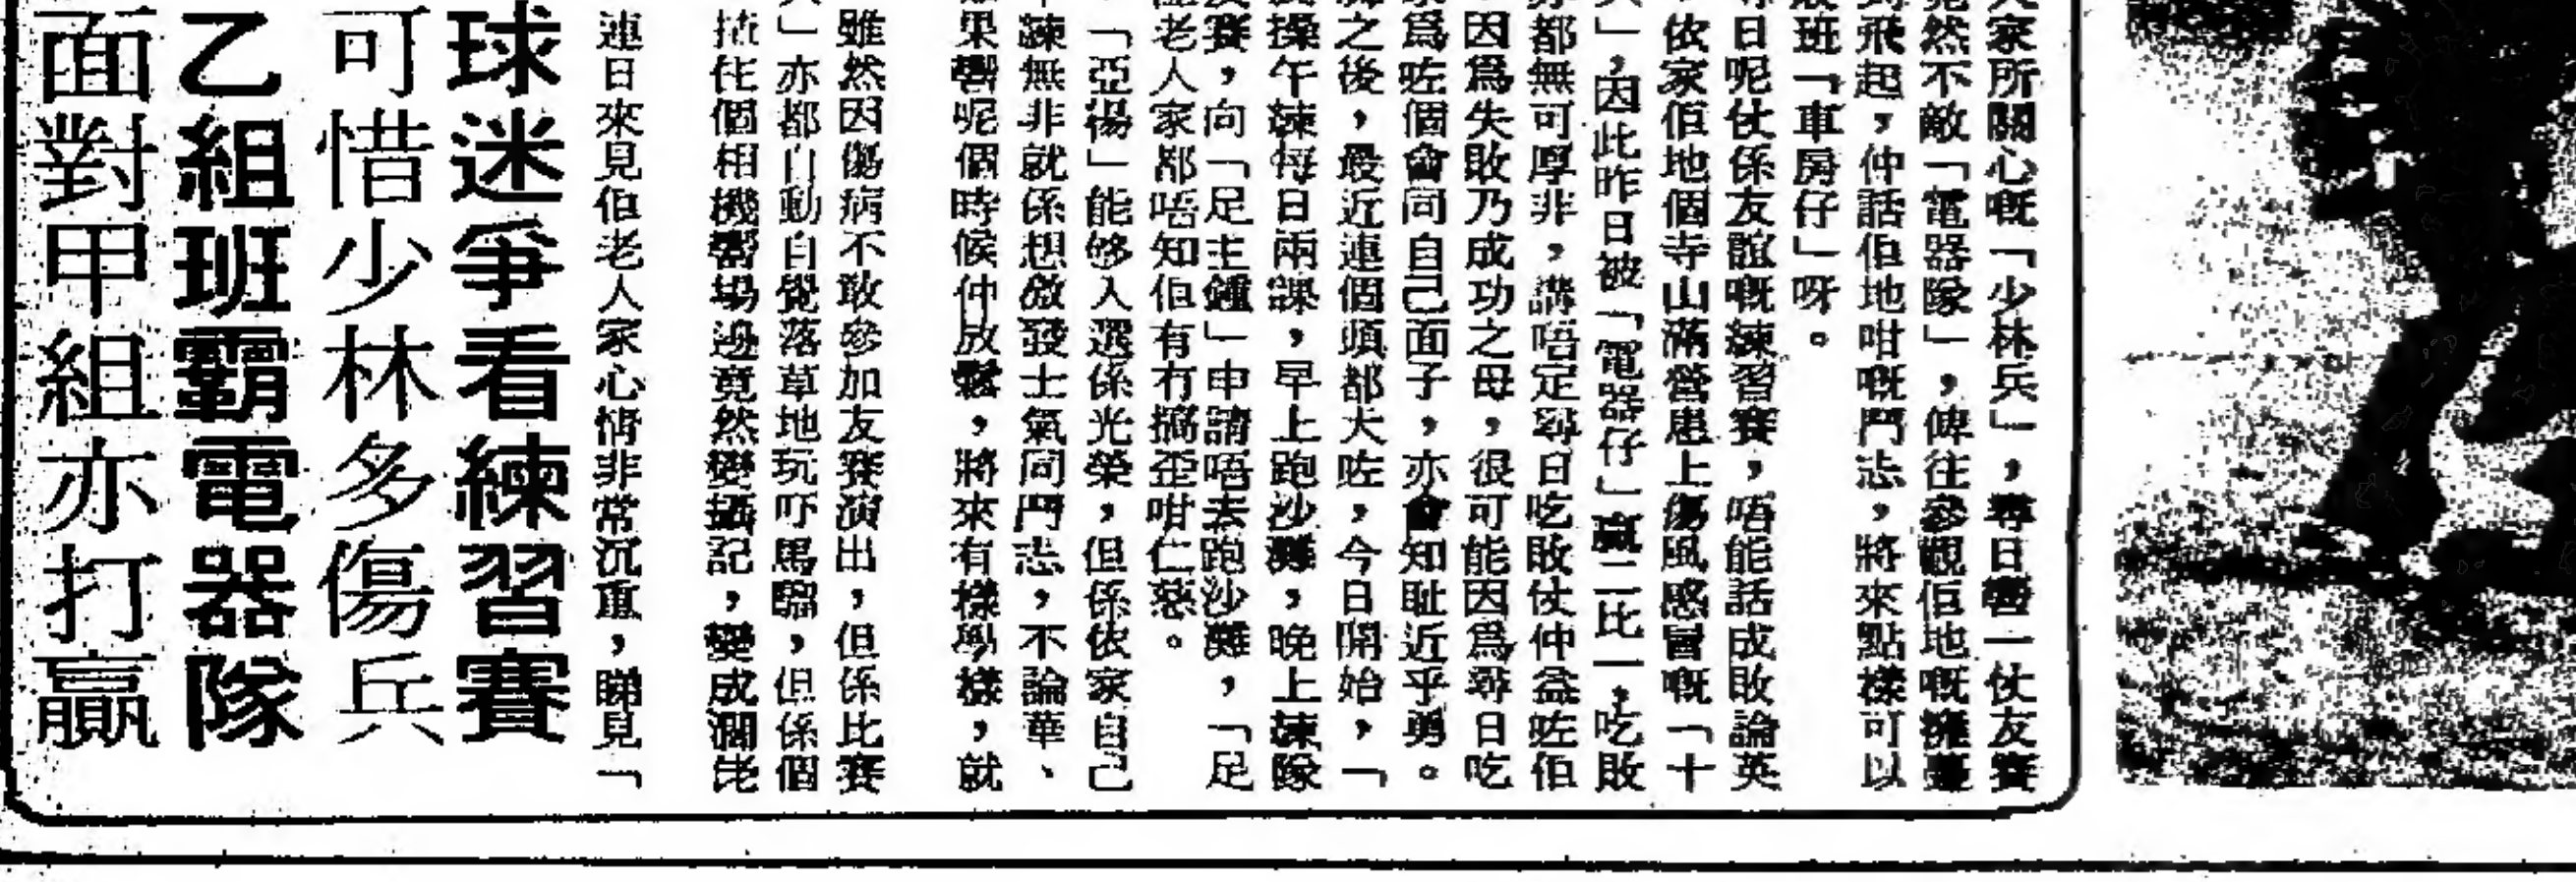 家所關心嘅「少林兵」，尋日響一仗友賽
竟然不敵「電器隊」，俾往參觀佢地嘅擁躉
飛起，仲話佢地咁嘅鬥志，將來點樣可以
班「車房仔」呀。
日呢仗係友誼嘅練習賽，唔能話成敗論英
，依家佢地個寺山滿營患上傷風感冒嘅「十
」，因此昨日被「電器仔」贏二比一，吃敗
亦都無可厚非，講唔定尋日吃敗仗仲益咗佢
因爲失敗乃成功之母，很可能因爲尋日吃
爲咗個會同自己面子，亦會知耻近乎勇。
之後，最近連個頭都大咗，今日開始，「
操午練每日兩課，早上跑沙灘，晚上練隊
賽，向「足主鍾」申請唔去跑沙灘，「足
老人家都唔知佢有冇搞歪咁仁慈。
「亞楊」能够入選係光榮，但係依家自己
練無非就係想激發士氣同鬥志，不論華、
果響呢個時候仲放鬆，將來有樣學樣，就
雖然因傷病不敢參加友賽演出，但係比賽
」亦都自動自覺落草地玩吓馬騮，但係個
揸住個相機響場邊竟然變攝記，變成瀾佬
連日來見佢老人家心情非常沉重，睇見「
球迷爭看練習賽
可惜少林多傷兵
乙組班霸電器隊
面對甲組亦打贏